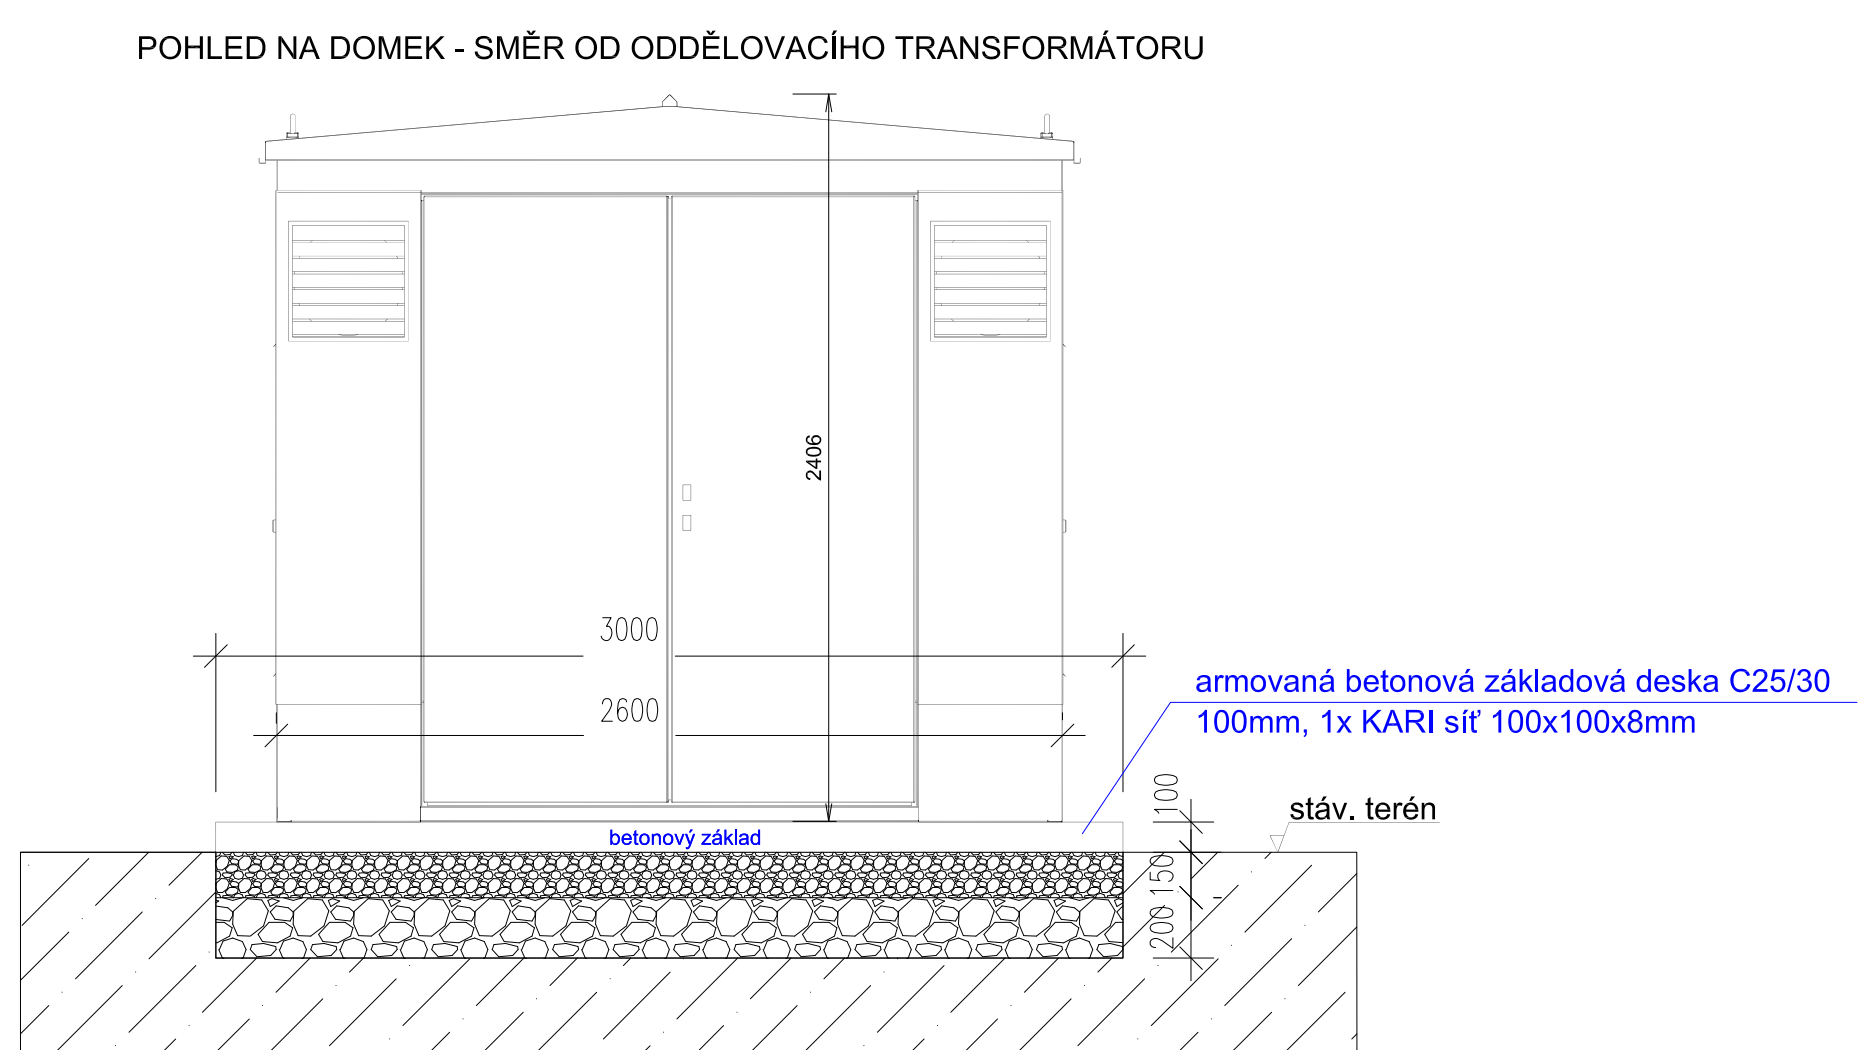 POHLED NA DOMEK - SMĚR OD ODDĚLOVACÍHO TRANSFORMÁTORU
2406
3000
2600
armovaná betonová základová deska C25/30
100mm, 1x KARI síť 100x100x8mm
100
stáv. terén
betonový základ
150
200